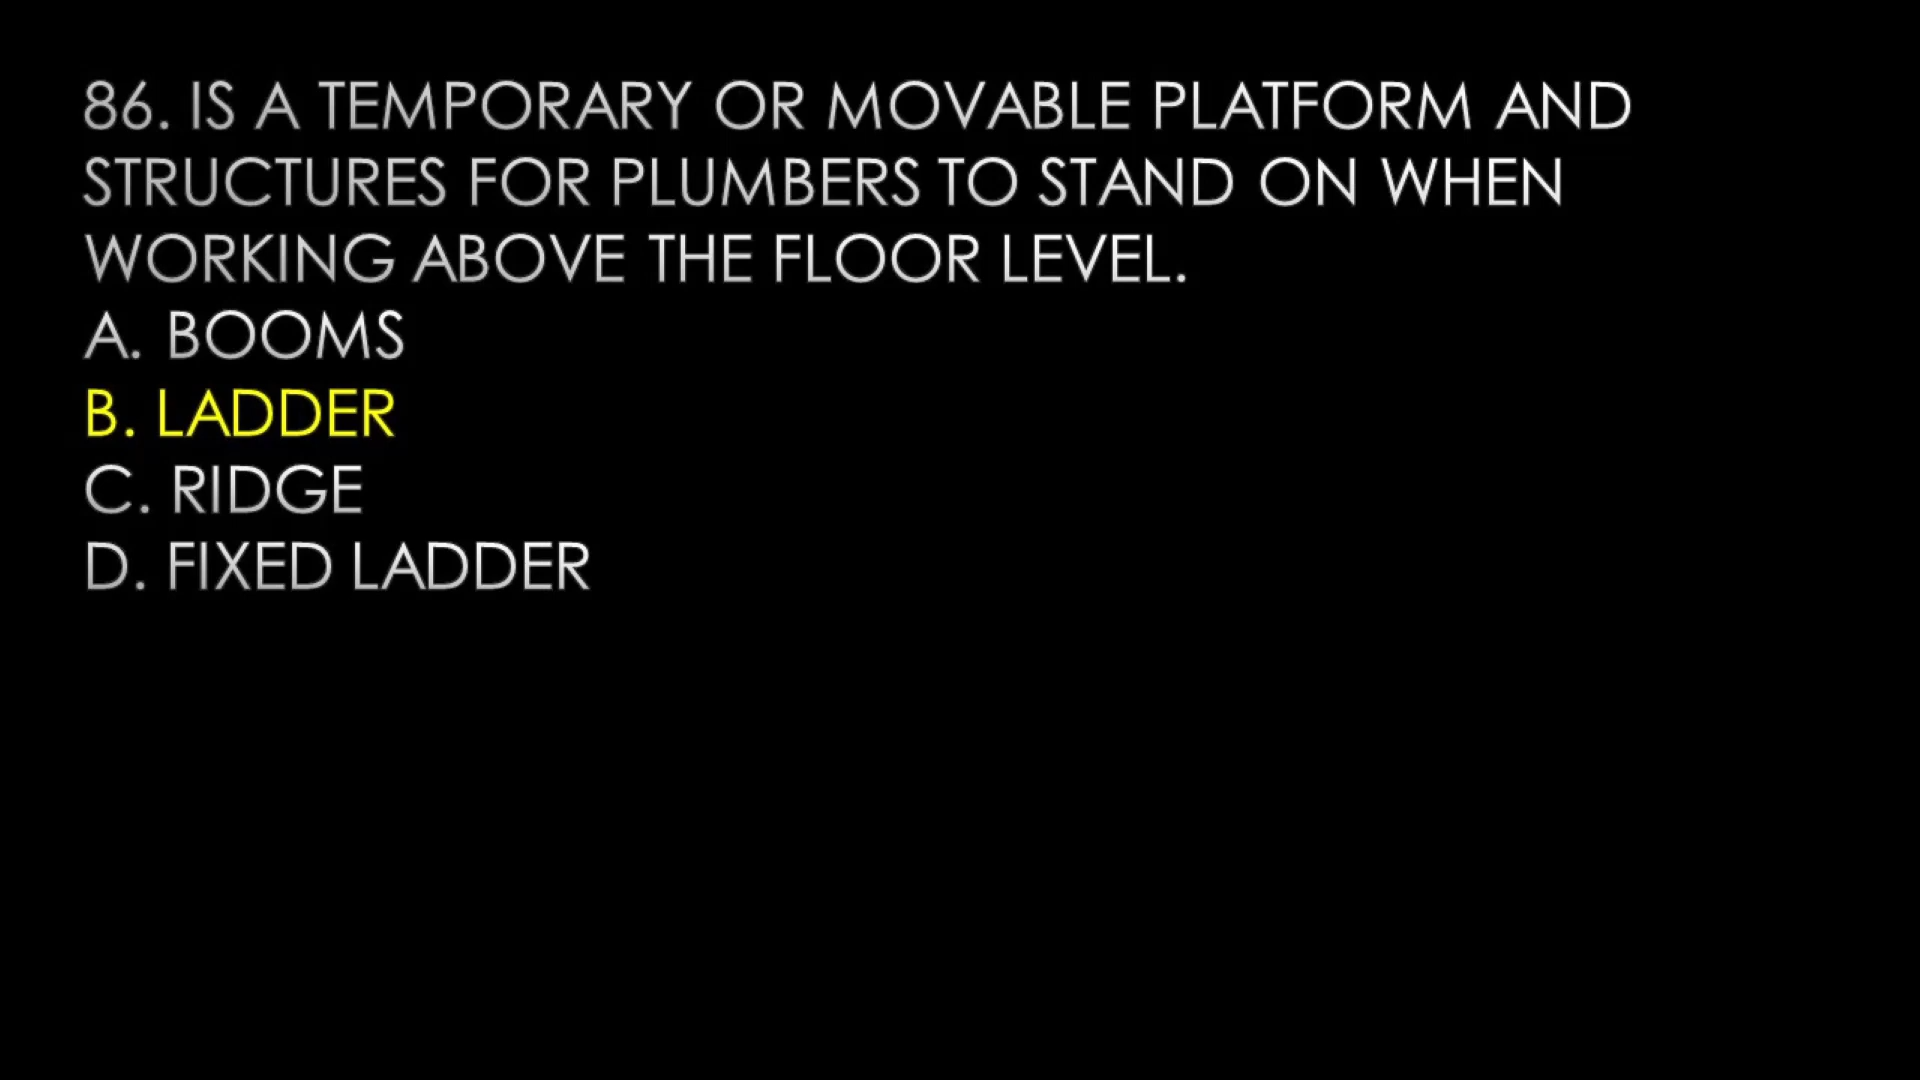 86. IS A TEMPORARY OR MOVABLE PLATFORM AND
STRUCTURES FOR PLUMBERS TO STAND ON WHEN
WORKING ABOVE THE FLOOR LEVEL.
A. BOOMS
B. LADDER
C. RIDGE
D. FIXED LADDER